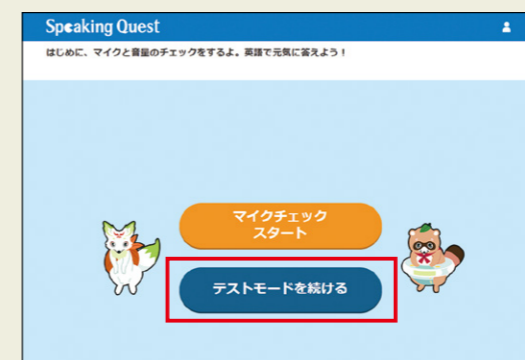 Speaking Quest
はじめに、マイクと音量のチェックをするよ。英語で元気に答えよう！
マイクチェック
スタート
テストモードを続ける